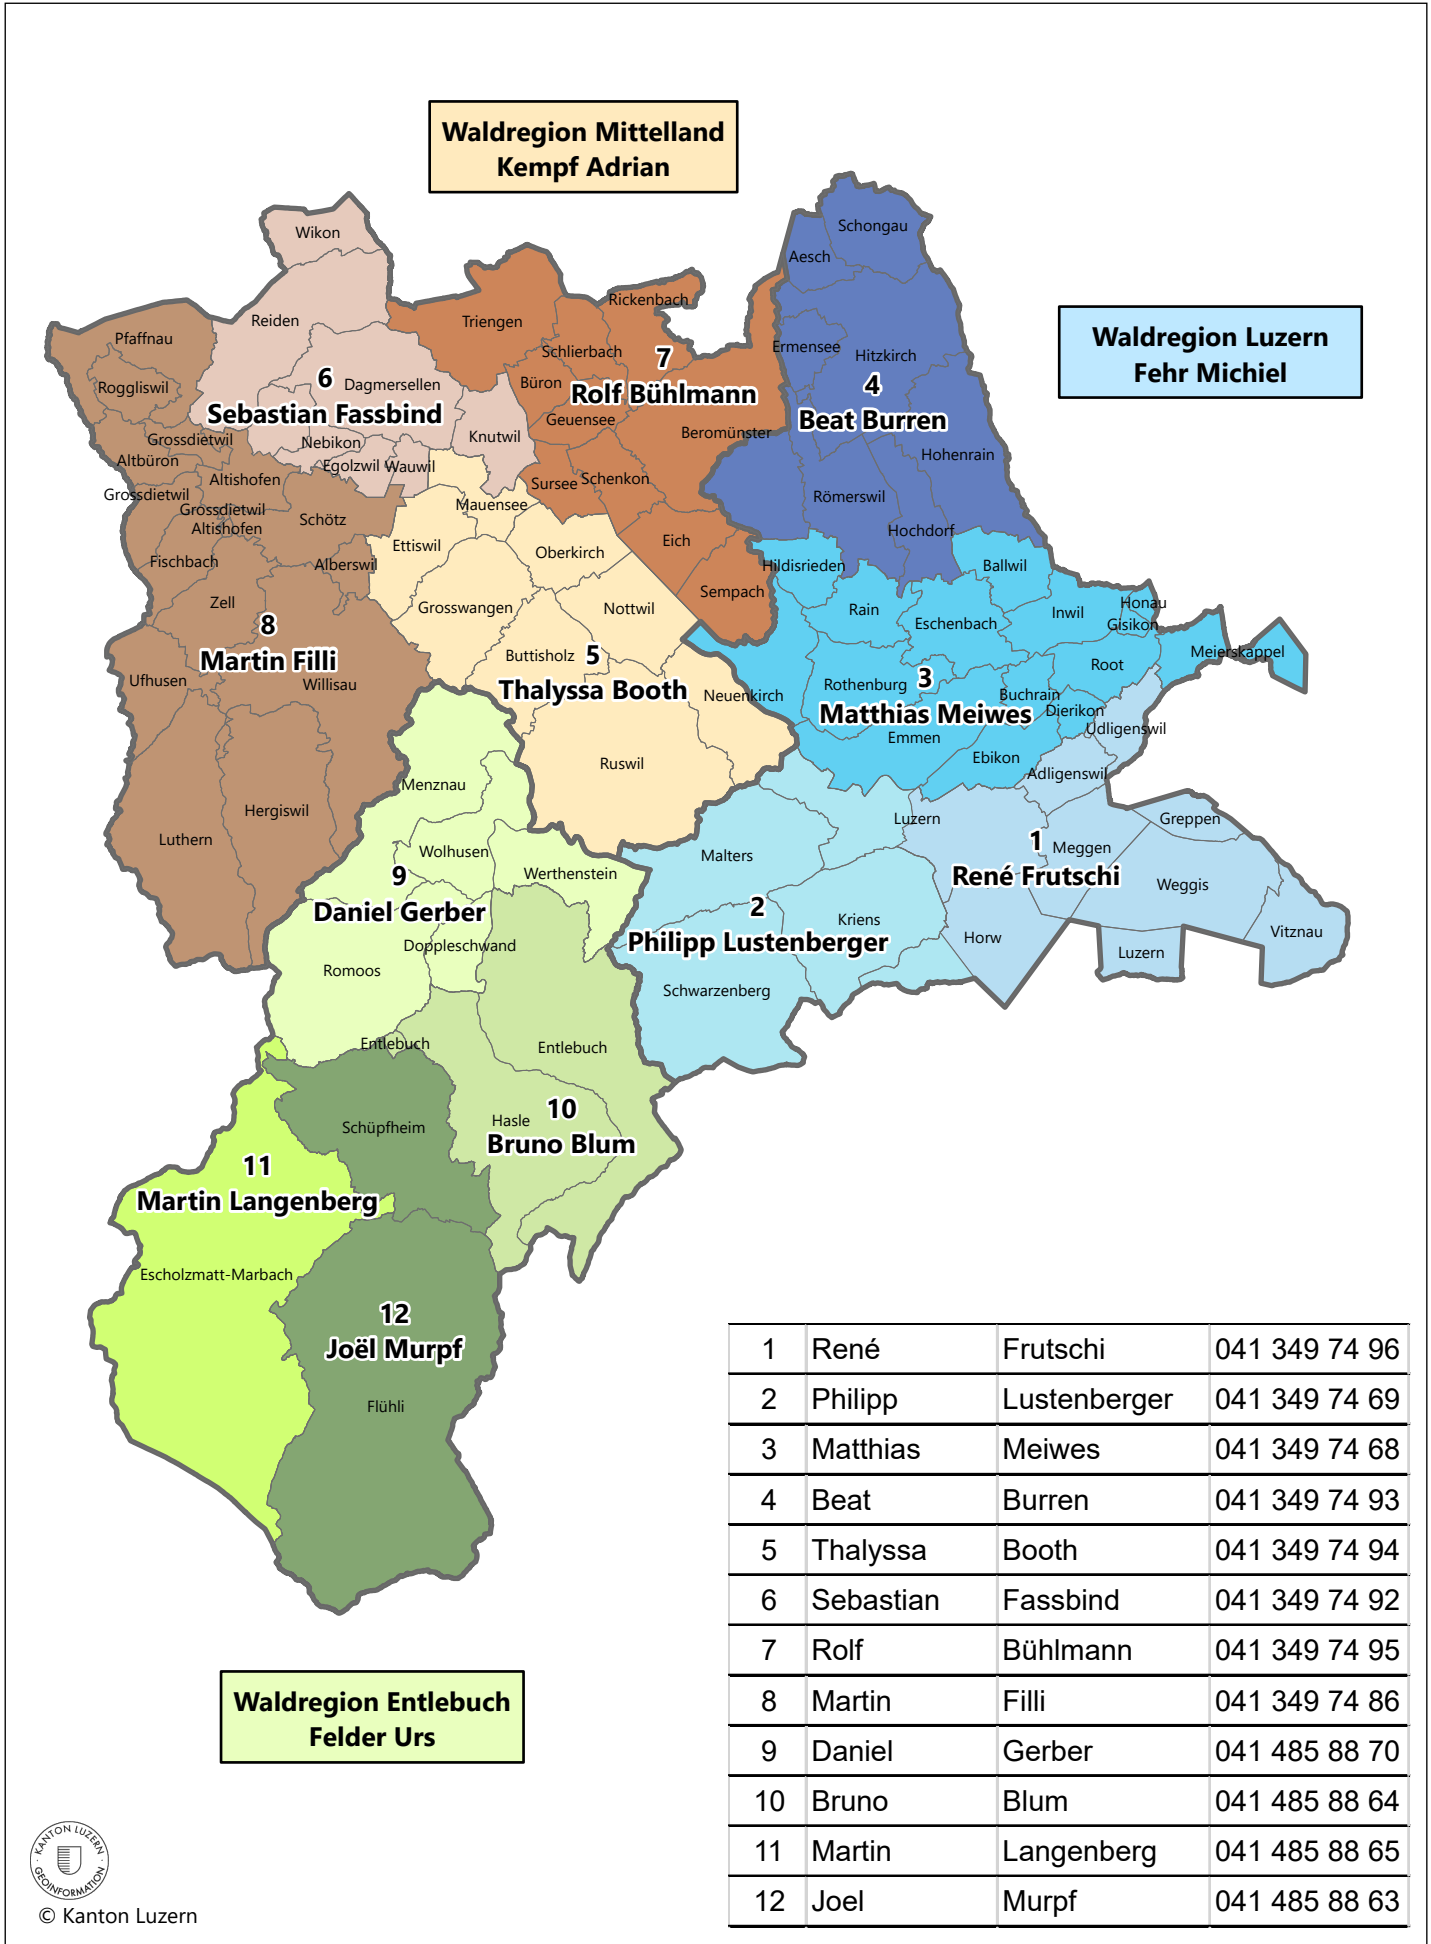 Waldregion Mittelland
Kempf Adrian
Waldregion Luzern
Fehr Michiel
Wikon
Schongau
Aesch
Rickenbach
Reiden
Triengen
Pfaffnau
Schlierbach
Ermensee
Hitzkirch
7
Rolf Bühlmann
6
Sebastian Fassbind
Dagmersellen
4
Beat Burren
Roggliswil
Büron
Geuensee
Beromünster
Knutwil
Grossdietwil
Nebikon
Altbüron
Egolzwil
Wauwil
Hohenrain
Altishofen
Sursee
Schenkon
Grossdietwil
Römerswil
Mauensee
Grossdietwil
Schötz
Altishofen
Hochdorf
Eich
Ettiswil
Oberkirch
Fischbach
Alberswil
Hildisrieden
Ballwil
Sempach
Zell
Grosswangen
Nottwil
Rain
Honau
Inwil
Eschenbach
Gisikon
8
Martin Filli
Buttisholz
5
Thalyssa Booth
Meierskappel
Root
Ufhusen
Willisau
Rothenburg
3
Matthias Meiwes
Neuenkirch
Buchrain
Dierikon
Udligenswil
Emmen
Ebikon
Ruswil
Adligenswil
Menznau
Hergiswil
Luzern
Greppen
Luthern
Wolhusen
Malters
1
René Frutschi
Meggen
Werthenstein
9
Daniel Gerber
Weggis
2
Philipp Lustenberger
Kriens
Horw
Vitznau
Doppleschwand
Luzern
Romoos
Schwarzenberg
Entlebuch
Entlebuch
10
Bruno Blum
Hasle
Schüpfheim
11
Martin Langenberg
Escholzmatt-Marbach
12
Joël Murpf
Flühli
1 René Frutschi 041 349 74 96
2 Philipp Lustenberger 041 349 74 69
3 Matthias Meiwes 041 349 74 68
4 Beat Burren 041 349 74 93
5 Thalyssa Booth 041 349 74 94
6 Sebastian Fassbind 041 349 74 92
7 Rolf Bühlmann 041 349 74 95
8 Martin Filli 041 349 74 86
9 Daniel Gerber 041 485 88 70
10 Bruno Blum 041 485 88 64
11 Martin Langenberg 041 485 88 65
12 Joel Murpf 041 485 88 63
Waldregion Entlebuch
Felder Urs
KANTON LUZERN
GEOINFORMATION
© Kanton Luzern